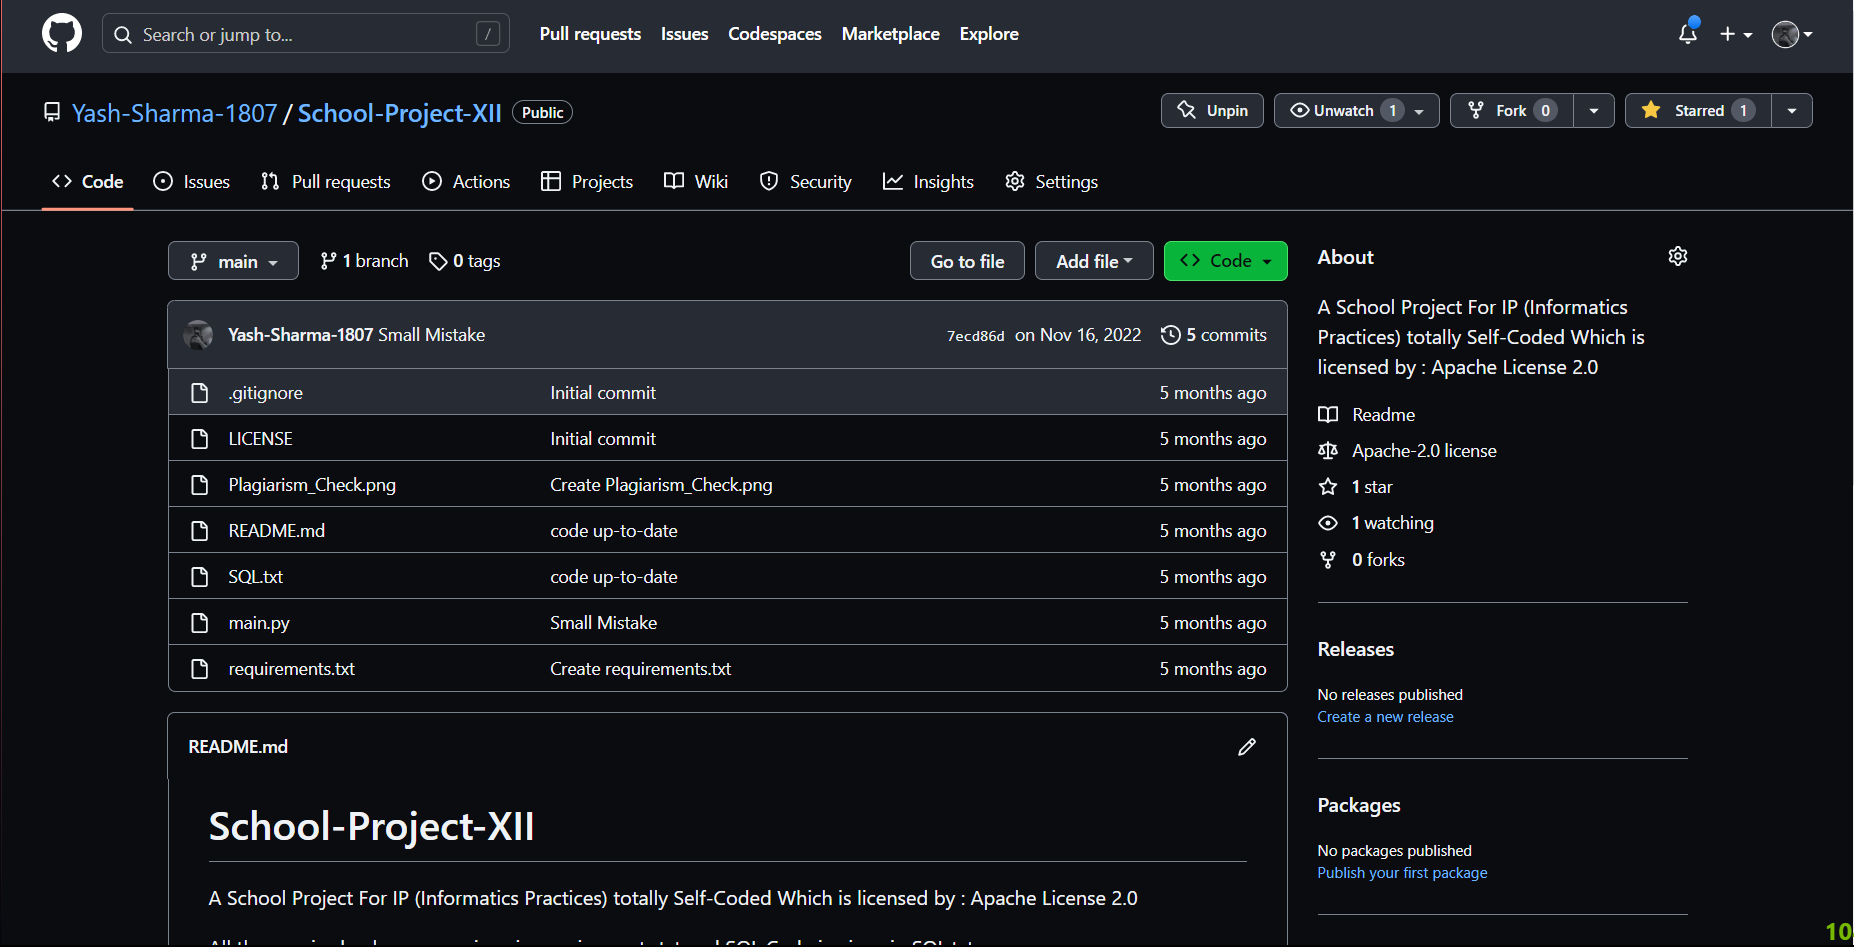 Search or jump to... /
Pull requests Issues Codespaces Marketplace Explore
Yash-Sharma-1807 / School-Project-XII Public
Unpin Unwatch 1 Fork 0 Starred 1
Code Issues Pull requests Actions Projects Wiki Security Insights Settings
main 1 branch 0 tags
Go to file Add file Code
Yash-Sharma-1807 Small Mistake 7ecd86d on Nov 16, 2022 5 commits
.gitignore Initial commit 5 months ago
LICENSE Initial commit 5 months ago
Plagiarism_Check.png Create Plagiarism_Check.png 5 months ago
README.md code up-to-date 5 months ago
SQL.txt code up-to-date 5 months ago
main.py Small Mistake 5 months ago
requirements.txt Create requirements.txt 5 months ago
README.md
School-Project-XII
A School Project For IP (Informatics Practices) totally Self-Coded Which is licensed by : Apache License 2.0
About
A School Project For IP (Informatics
Practices) totally Self-Coded Which is
licensed by : Apache License 2.0
Readme
Apache-2.0 license
1 star
1 watching
0 forks
Releases
No releases published
Create a new release
Packages
No packages published
Publish your first package